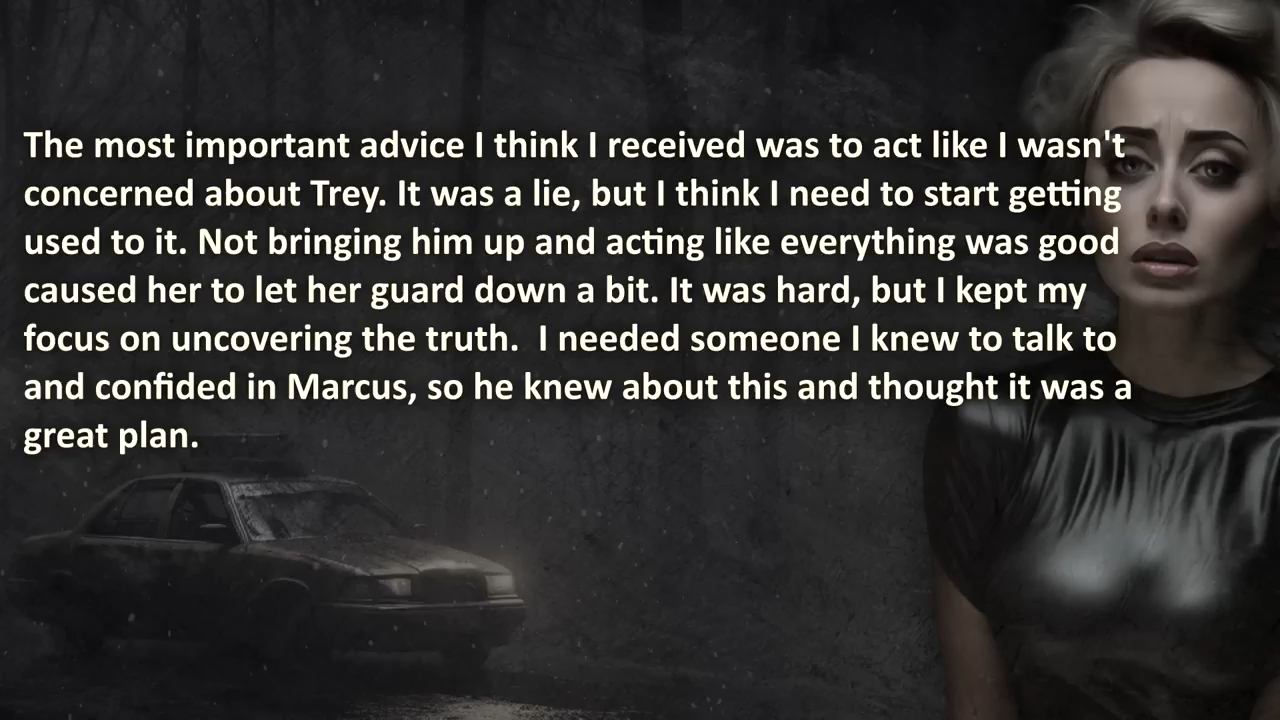 The most important advice I think I received was to act like I wasn't
concerned about Trey. It was a lie, but I think I need to start getting
used to it. Not bringing him up and acting like everything was good
caused her to let her guard down a bit. It was hard, but I kept my
focus on uncovering the truth.  I needed someone I knew to talk to
and confided in Marcus, so he knew about this and thought it was a
great plan.